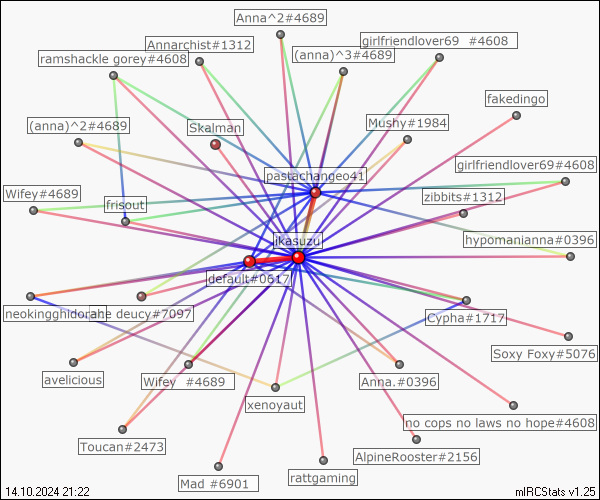 Anna^2#4689
Annarchist#1312
girlfriendlover69 #4608
ramshackle gorey#4608
(anna)^3#4689
fakedingo
(anna)^2#4689
Skalman
Mushy#1984
girlfriendlover69#4608
pastachangeo41
Wifey#4689
frisout
zibbits#1312
ikasuzu
hypomanianna#0396
default#0617
neokingghidorah
he deucy#7097
Cypha#1717
Soxy Foxy#5076
avelicious
Wifey #4689
Anna.#0396
xenoyaut
no cops no laws no hope#4608
Toucan#2473
AlpineRooster#2156
Mad #6901
rattgaming
14.10.2024 21:22
mIRCStats v1.25